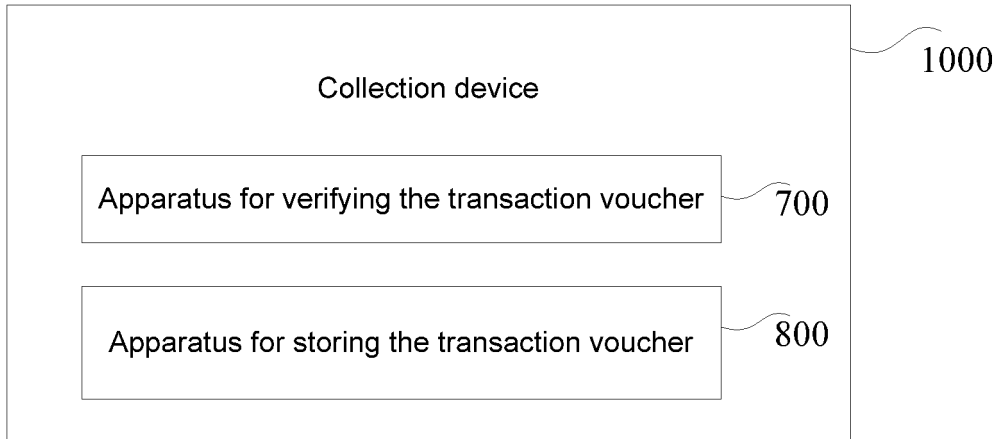 1000
Collection device
Apparatus for verifying the transaction voucher
700
Apparatus for storing the transaction voucher
800